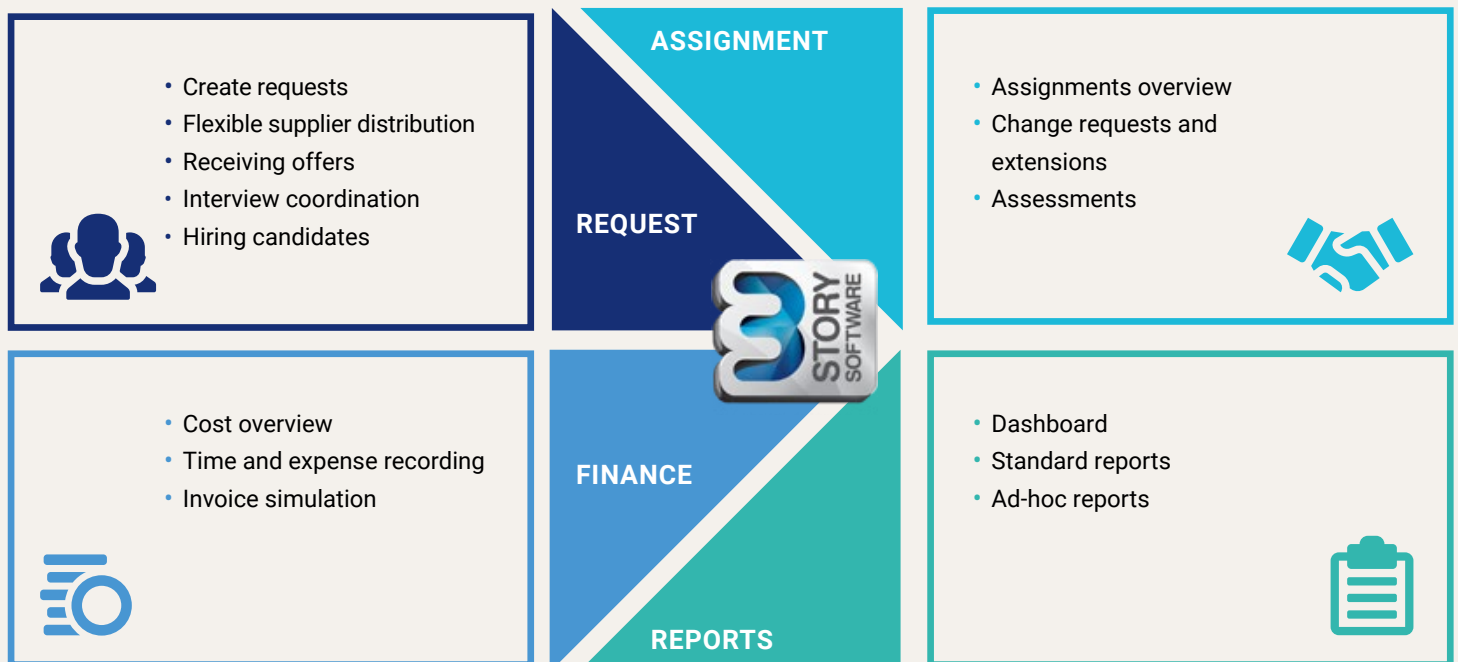 • Create requests
• Flexible supplier distribution
• Receiving offers
• Interview coordination
• Hiring candidates
ASSIGNMENT
REQUEST
• Assignments overview
• Change requests and
extensions
• Assessments
3
STORY
SOFTWARE
• Cost overview
• Time and expense recording
• Invoice simulation
FINANCE
REPORTS
• Dashboard
• Standard reports
• Ad-hoc reports